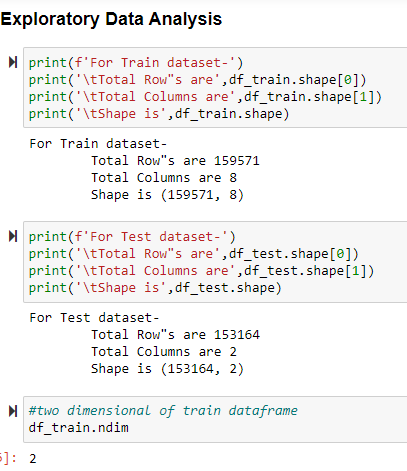 Exploratory Data Analysis
print(f'For Train dataset-')
print('\tTotal Row"s are',df_train.shape[0])
print('\tTotal Columns are',df_train.shape[1])
print('\tShape is',df_train.shape)
For Train dataset-
Total Row"s are 159571
Total Columns are 8
Shape is (159571, 8)
print(f'For Test dataset-')
print('\tTotal Row"s are',df_test.shape[0])
print('\tTotal Columns are',df_test.shape[1])
print('\tShape is',df_test.shape)
For Test dataset-
Total Row"s are 153164
Total Columns are 2
Shape is (153164, 2)
#two dimensional of train dataframe
df_train.ndim
]: 2